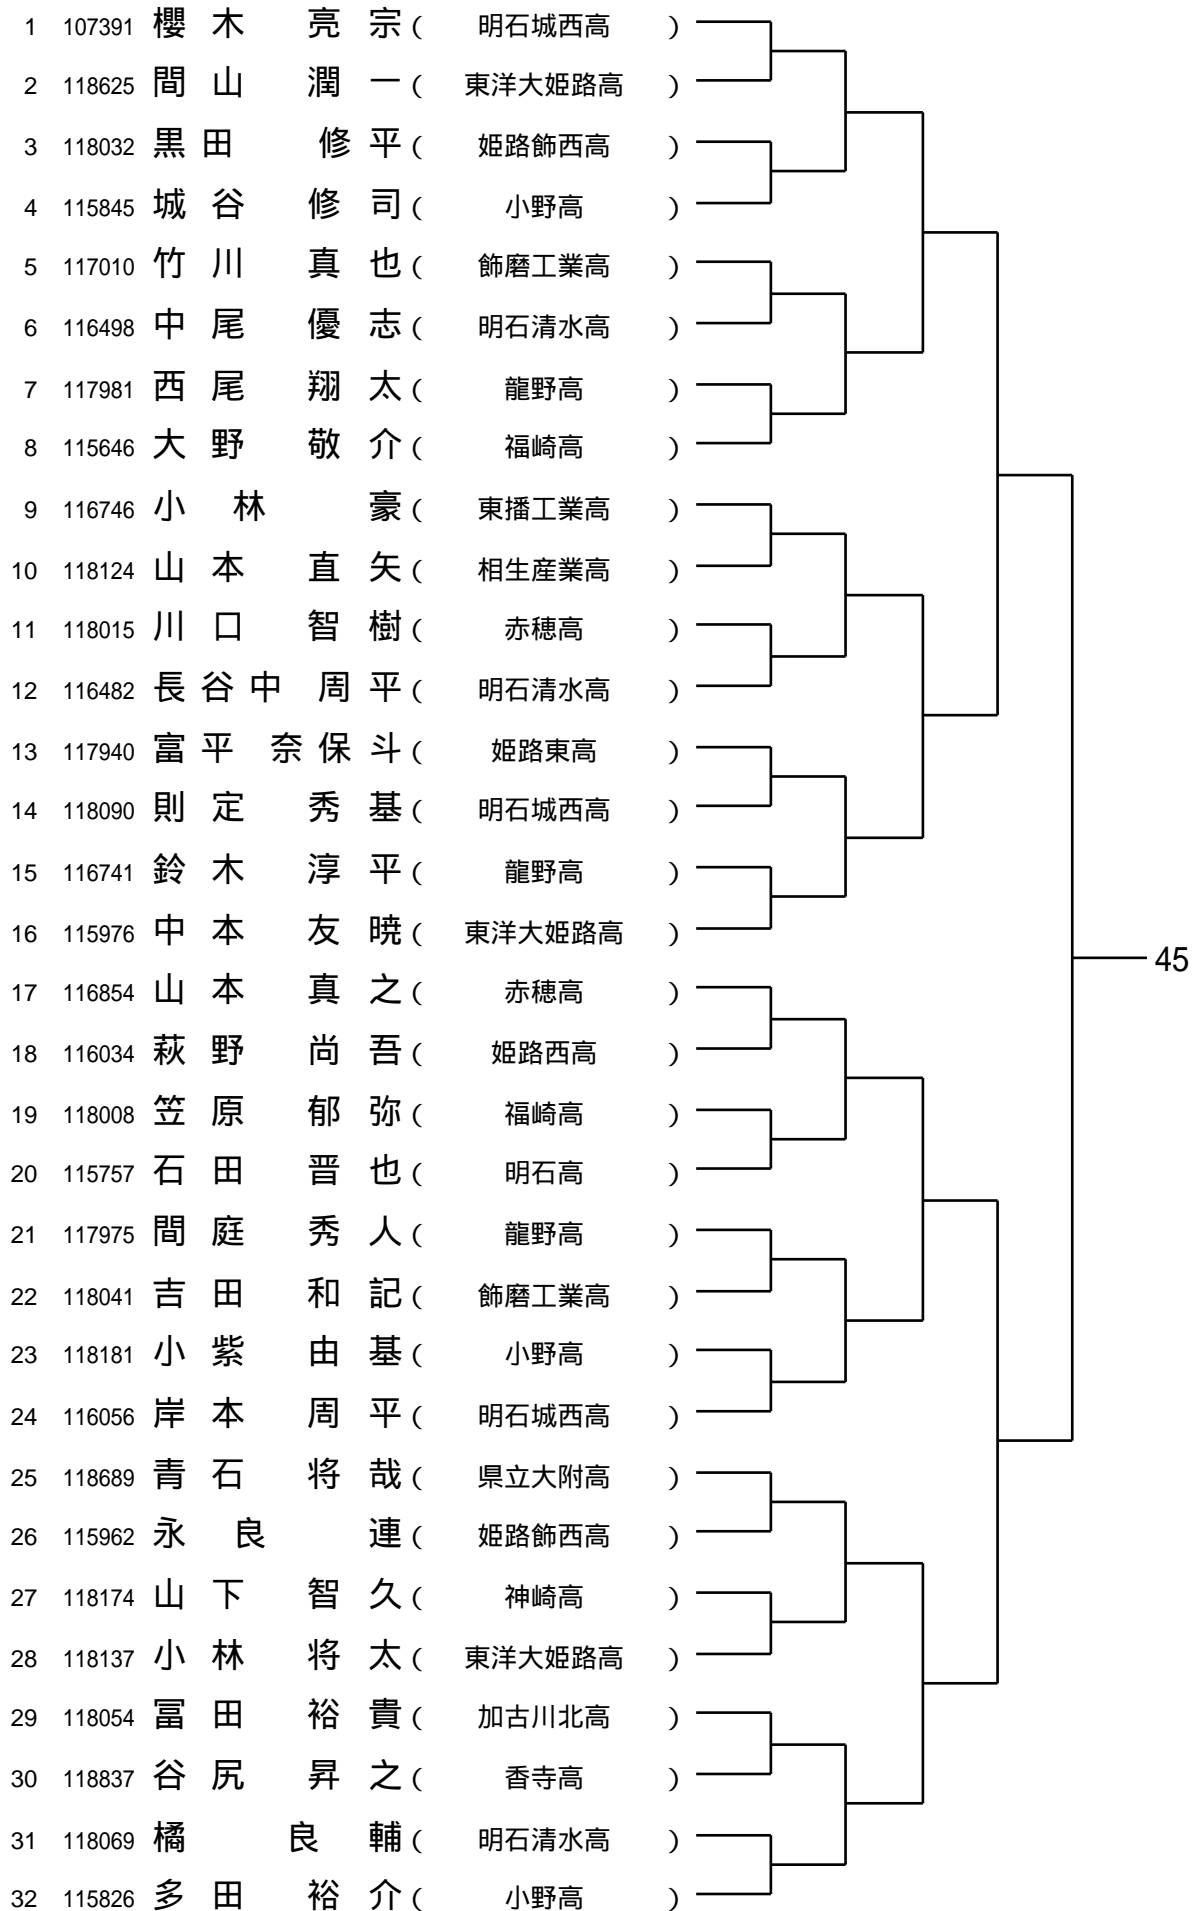 1 107391 櫻木 亮宗 ( 明石城西高 )
2 118625 間山 潤一 ( 東洋大姫路高 )
3 118032 黒田 修平 ( 姫路飾西高 )
4 115845 城谷 修司 ( 小野高 )
5 117010 竹川 真也 ( 飾磨工業高 )
6 116498 中尾 優志 ( 明石清水高 )
7 117981 西尾 翔太 ( 龍野高 )
8 115646 大野 敬介 ( 福崎高 )
9 116746 小林 豪 ( 東播工業高 )
10 118124 山本 直矢 ( 相生産業高 )
11 118015 川口 智樹 ( 赤穂高 )
12 116482 長谷中 周平 ( 明石清水高 )
13 117940 富平 奈保斗 ( 姫路東高 )
14 118090 則定 秀基 ( 明石城西高 )
15 116741 鈴木 淳平 ( 龍野高 )
16 115976 中本 友暁 ( 東洋大姫路高 )
45
17 116854 山本 真之 ( 赤穂高 )
18 116034 萩野 尚吾 ( 姫路西高 )
19 118008 笠原 郁弥 ( 福崎高 )
20 115757 石田 晋也 ( 明石高 )
21 117975 間庭 秀人 ( 龍野高 )
22 118041 吉田 和記 ( 飾磨工業高 )
23 118181 小紫 由基 ( 小野高 )
24 116056 岸本 周平 ( 明石城西高 )
25 118689 青石 将哉 ( 県立大附高 )
26 115962 永良 連 ( 姫路飾西高 )
27 118174 山下 智久 ( 神崎高 )
28 118137 小林 将太 ( 東洋大姫路高 )
29 118054 冨田 裕貴 ( 加古川北高 )
30 118837 谷尻 昇之 ( 香寺高 )
31 118069 橘 良輔 ( 明石清水高 )
32 115826 多田 裕介 ( 小野高 )